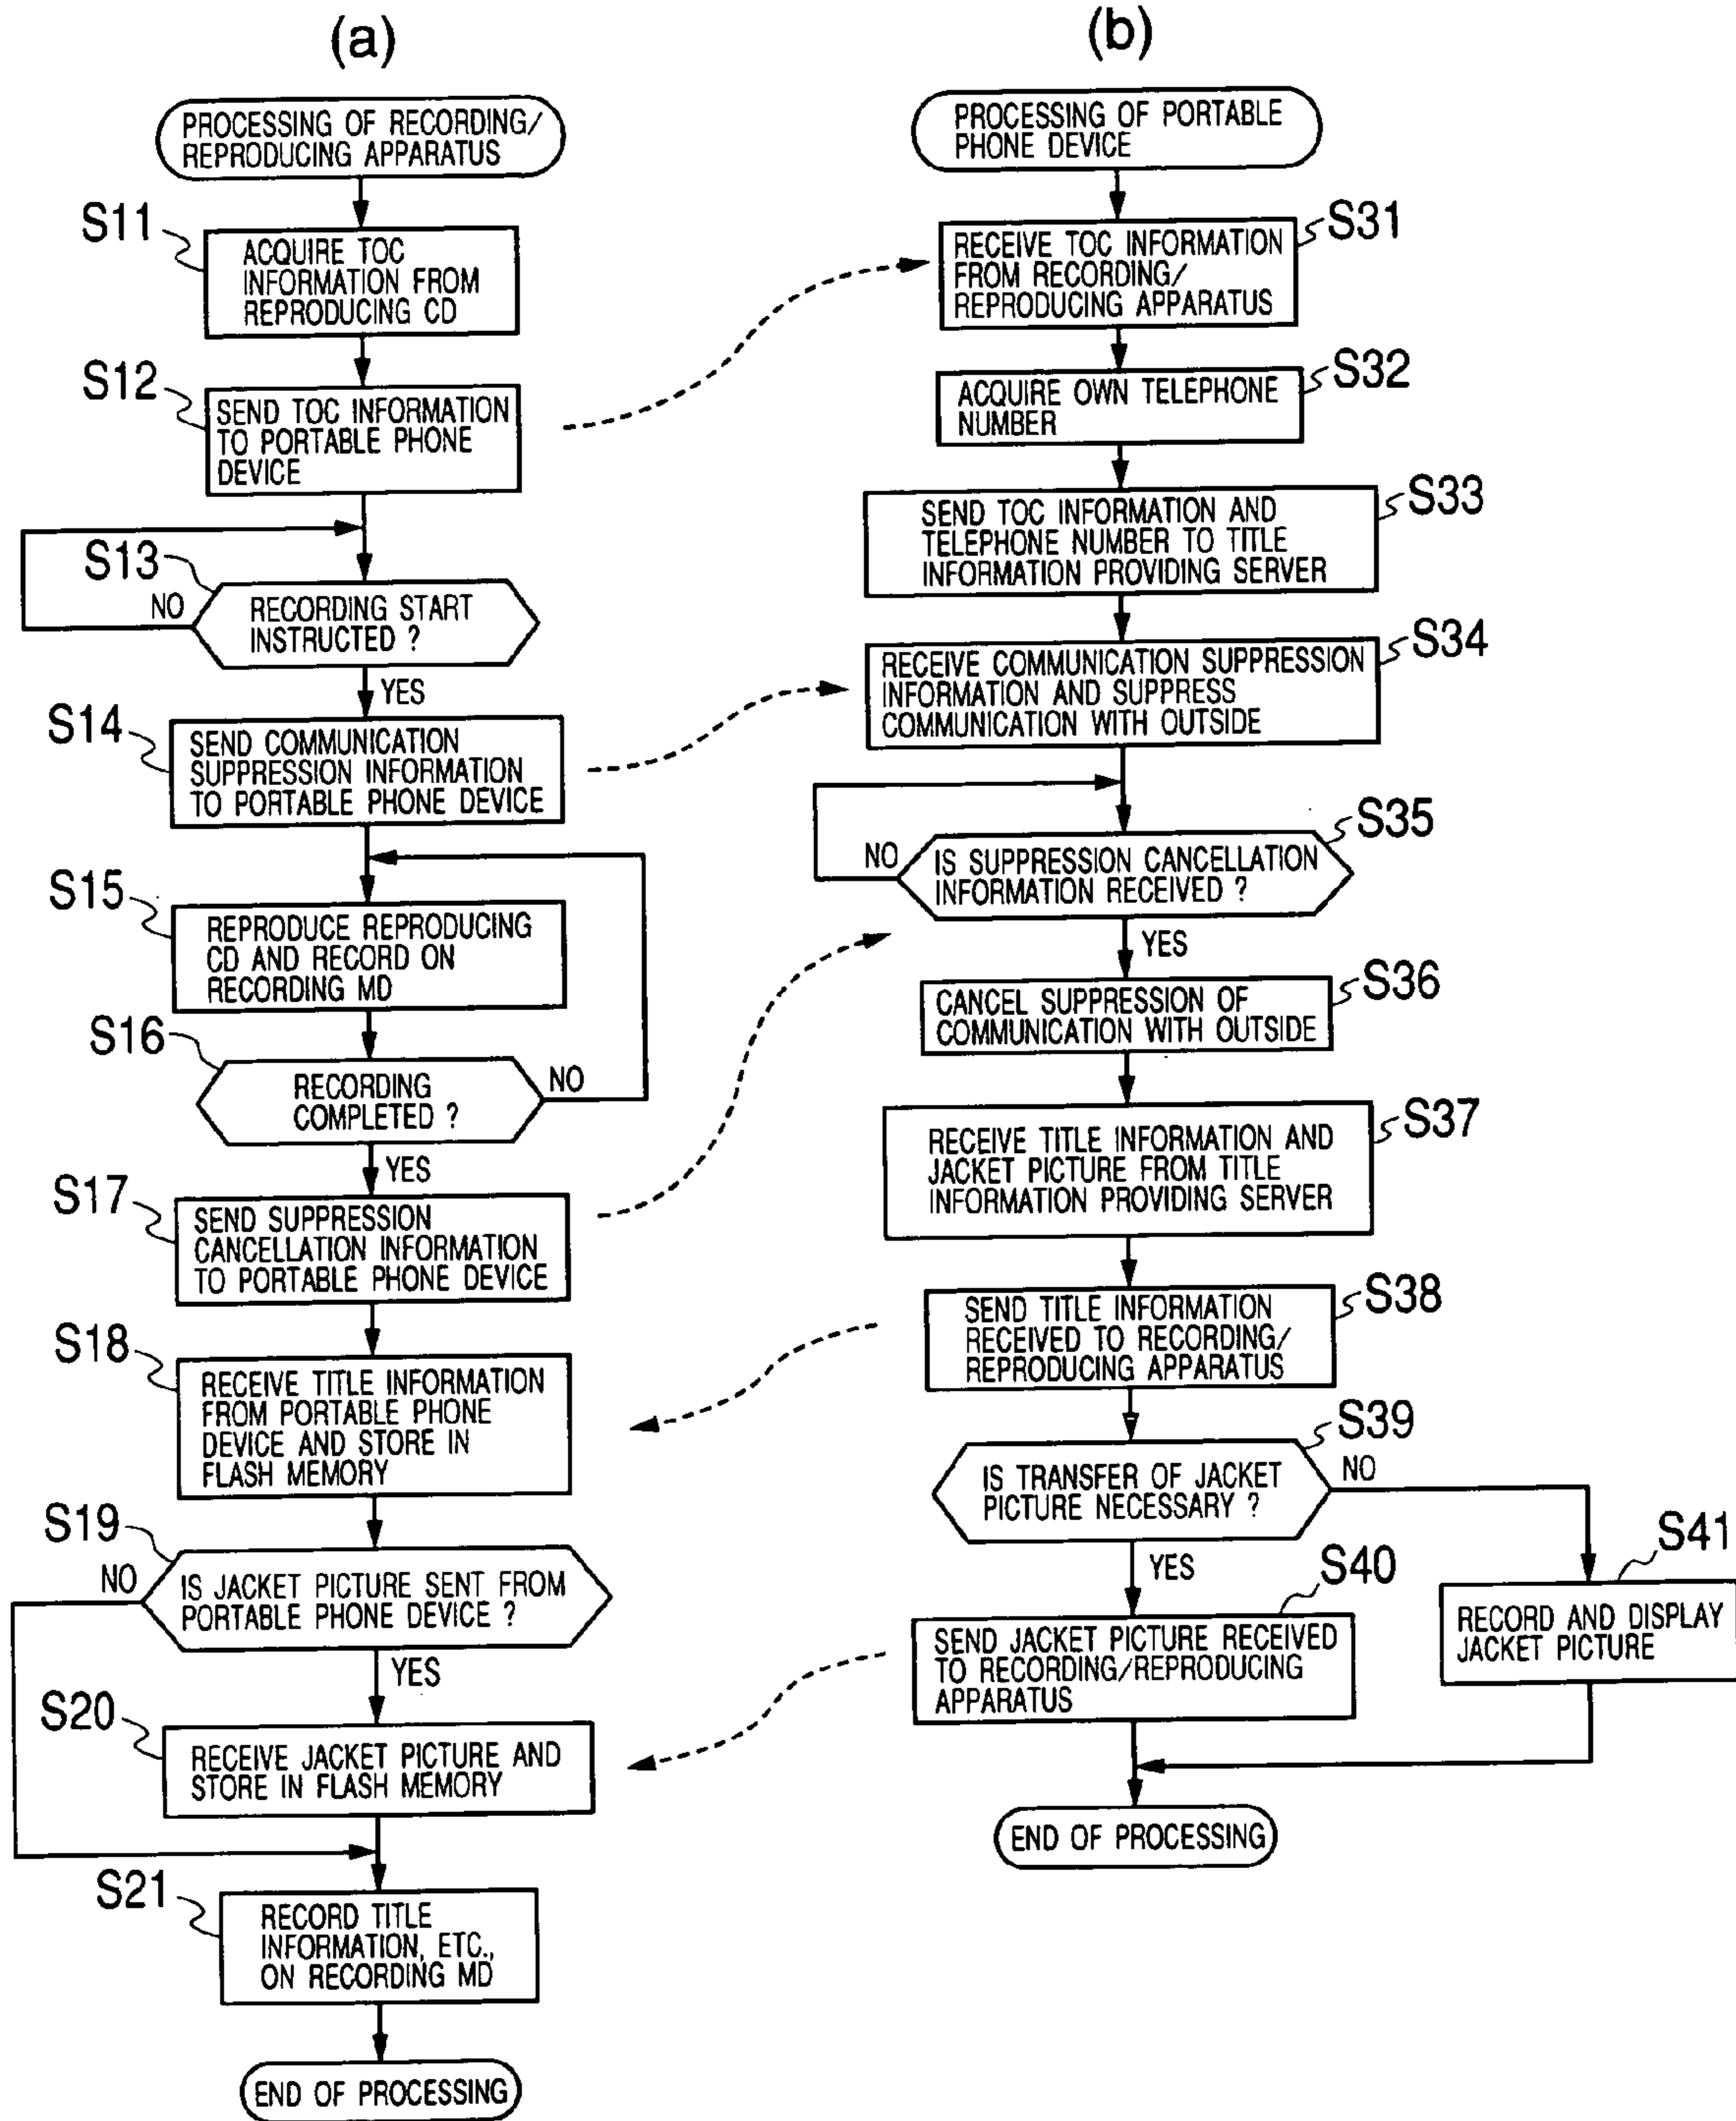 (a)
PROCESSING OF RECORDING/
REPRODUCING APPARATUS
S11
ACQUIRE TOC
INFORMATION FROM
REPRODUCING CD
S12
SEND TOC INFORMATION
TO PORTABLE PHONE
DEVICE
S13
NO
RECORDING START
INSTRUCTED ?
YES
S14
SEND COMMUNICATION
SUPPRESSION INFORMATION
TO PORTABLE PHONE DEVICE
S15
REPRODUCE REPRODUCING
CD AND RECORD ON
RECORDING MD
S16
RECORDING
COMPLETED ?
NO
YES
S17
SEND SUPPRESSION
CANCELLATION INFORMATION
TO PORTABLE PHONE DEVICE
S18
RECEIVE TITLE INFORMATION
FROM PORTABLE PHONE
DEVICE AND STORE IN
FLASH MEMORY
S19
NO
IS JACKET PICTURE SENT FROM
PORTABLE PHONE DEVICE ?
YES
S20
RECEIVE JACKET PICTURE AND
STORE IN FLASH MEMORY
S21
RECORD TITLE
INFORMATION, ETC.,
ON RECORDING MD
END OF PROCESSING
(b)
PROCESSING OF PORTABLE
PHONE DEVICE
S31
RECEIVE TOC INFORMATION
FROM RECORDING/
REPRODUCING APPARATUS
S32
ACQUIRE OWN TELEPHONE
NUMBER
S33
SEND TOC INFORMATION AND
TELEPHONE NUMBER TO TITLE
INFORMATION PROVIDING SERVER
S34
RECEIVE COMMUNICATION SUPPRESSION
INFORMATION AND SUPPRESS
COMMUNICATION WITH OUTSIDE
S35
NO
IS SUPPRESSION CANCELLATION
INFORMATION RECEIVED ?
YES
S36
CANCEL SUPPRESSION OF
COMMUNICATION WITH OUTSIDE
S37
RECEIVE TITLE INFORMATION AND
JACKET PICTURE FROM TITLE
INFORMATION PROVIDING SERVER
S38
SEND TITLE INFORMATION
RECEIVED TO RECORDING/
REPRODUCING APPARATUS
S39
IS TRANSFER OF JACKET
PICTURE NECESSARY ?
NO
YES
S40
SEND JACKET PICTURE RECEIVED
TO RECORDING/REPRODUCING
APPARATUS
S41
RECORD AND DISPLAY
JACKET PICTURE
END OF PROCESSING